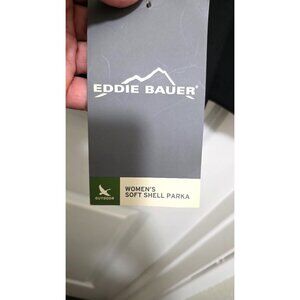 EDDIE BAUER®
OUTDOOR
WOMEN'S
SOFT SHELL PARKA